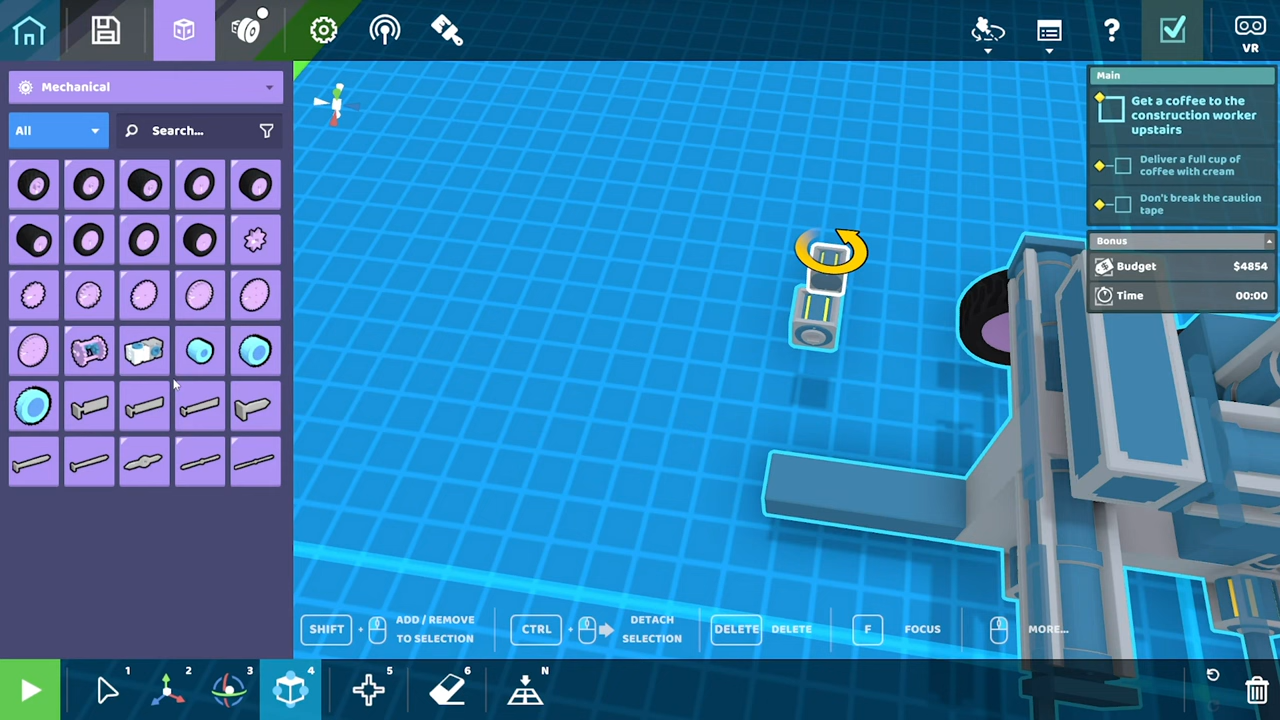 VR
Mechanical
All
Search...
Main
Get a coffee to the
construction worker
upstairs
Deliver a full cup of
coffee with cream
Don't break the caution
tape
Bonus
Budget $4854
Time 00:00
SHIFT + ADD / REMOVE
TO SELECTION
CTRL + DETACH
SELECTION
DELETE DELETE
F FOCUS
MORE...
1 2 3 4 5 6 N